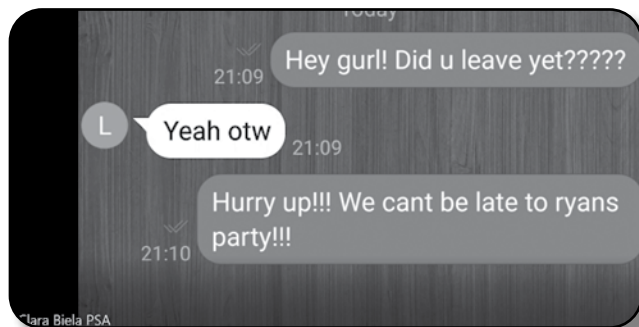 Today
Hey gurl! Did u leave yet?????
21:09
L
Yeah otw
21:09
Hurry up!!! We cant be late to ryans
party!!!
21:10
Clara Biela PSA